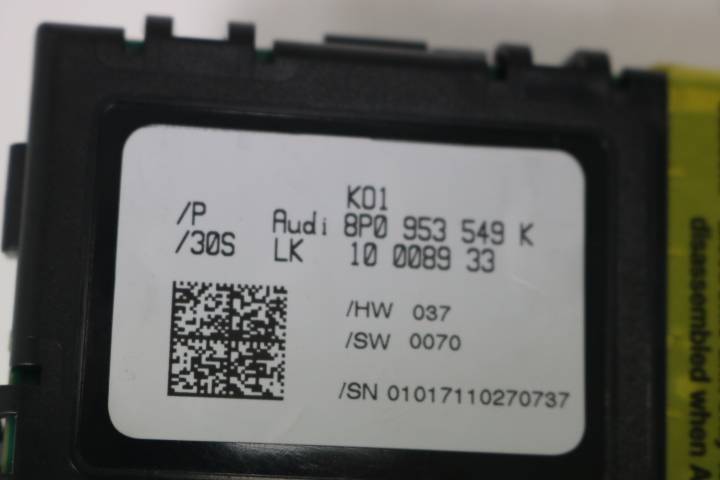 K01
/P Audi 8P0 953 549 K
/30S LK 10 0089 33
/HW 037
/SW 0070
/SN 01017110270737
disassembled when